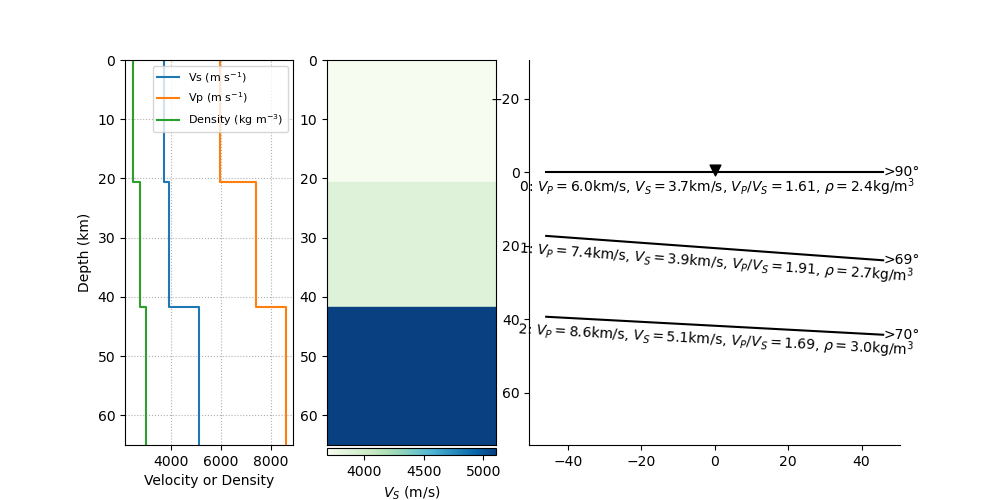 0
10
20
30
40
50
60
Depth (km)
4000 6000 8000
Velocity or Density
Vs (m s⁻¹)
Vp (m s⁻¹)
Density (kg m⁻³)
0
10
20
30
40
50
60
4000 4500 5000
V_S (m/s)
−20
0
20
40
60
−40 −20 0 20 40
>90°
0: V_P = 6.0km/s, V_S = 3.7km/s, V_P/V_S = 1.61, ρ = 2.4kg/m³
>69°
1: V_P = 7.4km/s, V_S = 3.9km/s, V_P/V_S = 1.91, ρ = 2.7kg/m³
>70°
2: V_P = 8.6km/s, V_S = 5.1km/s, V_P/V_S = 1.69, ρ = 3.0kg/m³